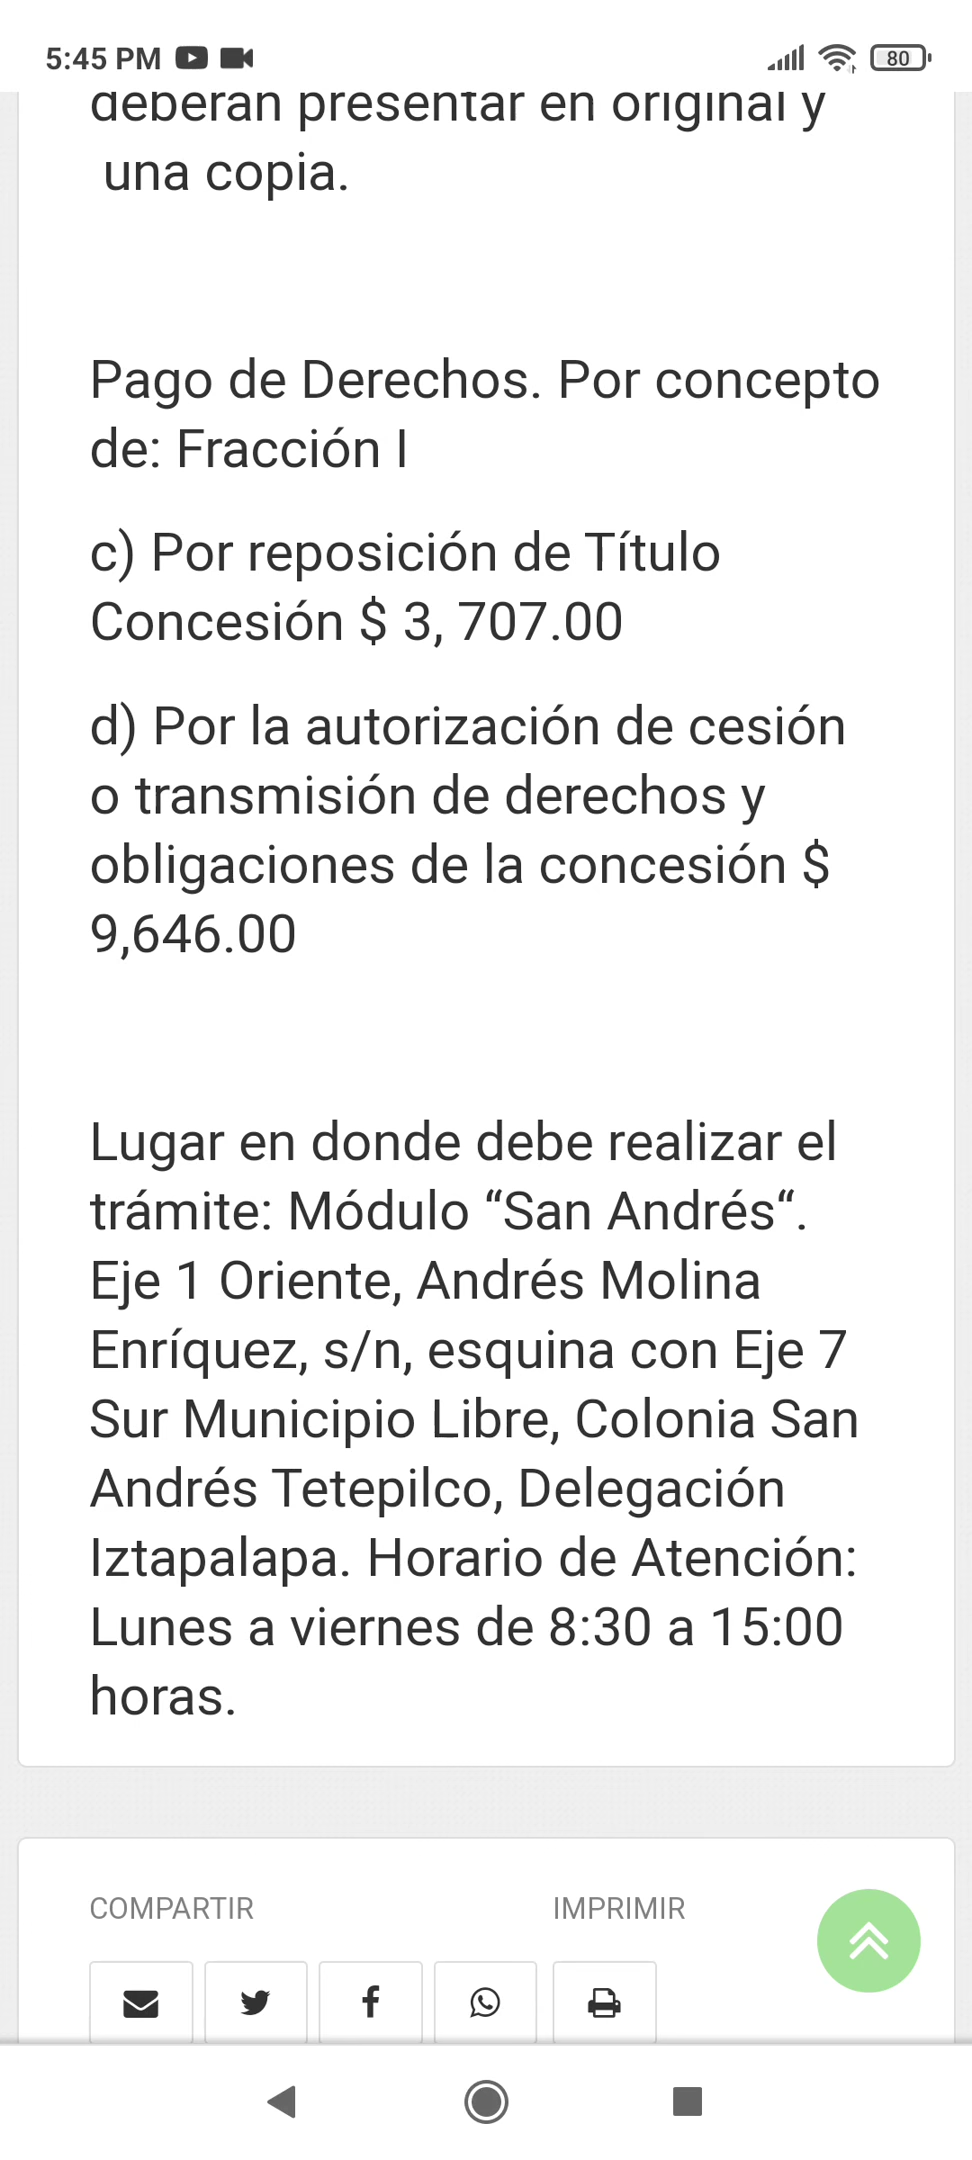 5:45 PM
80
deberán presentar en original y
una copia.
Pago de Derechos. Por concepto
de: Fracción I
c) Por reposición de Título
Concesión $ 3, 707.00
d) Por la autorización de cesión
o transmisión de derechos y
obligaciones de la concesión $
9,646.00
Lugar en donde debe realizar el
trámite: Módulo “San Andrés“.
Eje 1 Oriente, Andrés Molina
Enríquez, s/n, esquina con Eje 7
Sur Municipio Libre, Colonia San
Andrés Tetepilco, Delegación
Iztapalapa. Horario de Atención:
Lunes a viernes de 8:30 a 15:00
horas.
COMPARTIR
IMPRIMIR